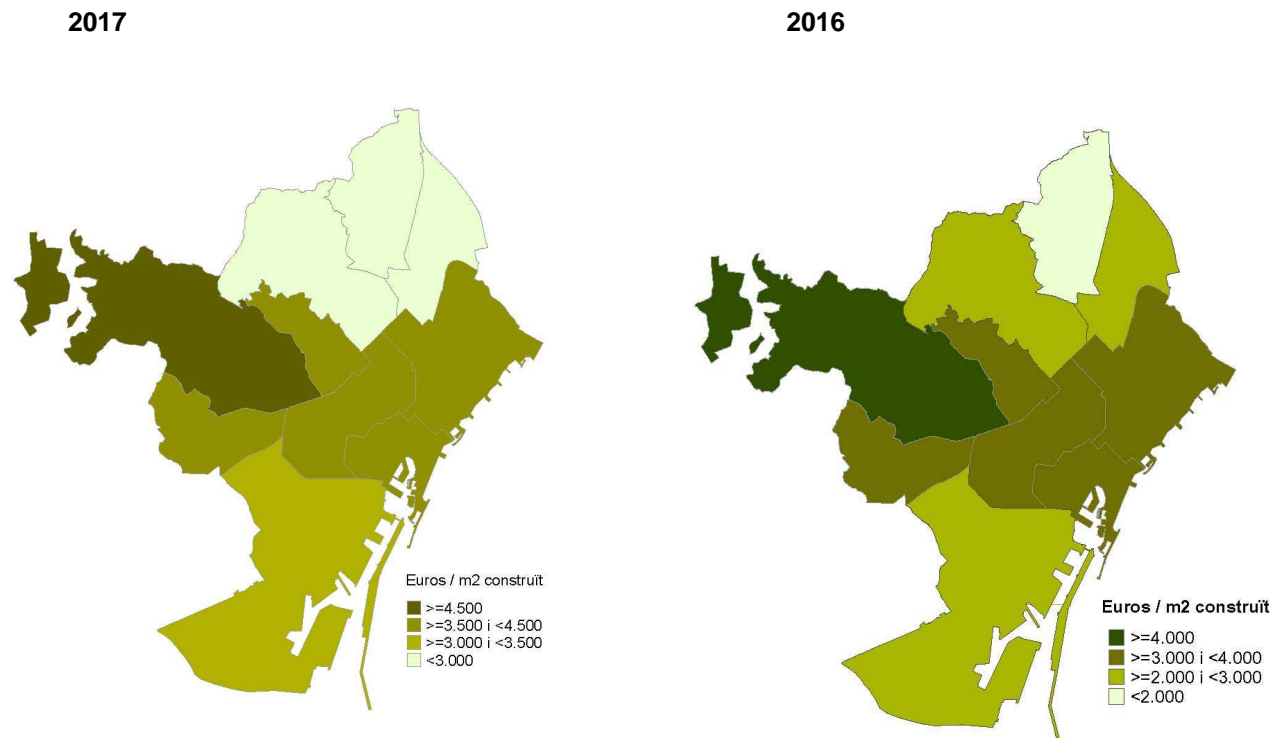 2017
2016
Euros / m2 construït
>=4.500
>=3.500 i <4.500
>=3.000 i <3.500
<3.000
Euros / m2 construït
>=4.000
>=3.000 i <4.000
>=2.000 i <3.000
<2.000